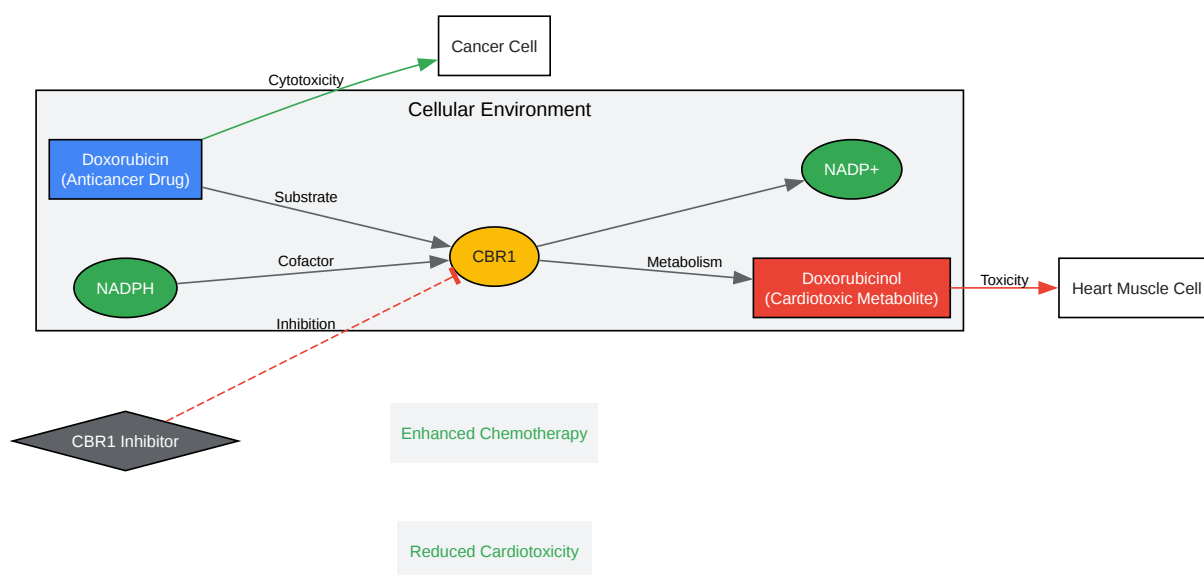 Cancer Cell
Cytotoxicity
Cellular Environment
Doxorubicin
(Anticancer Drug)
NADP+
Substrate
CBR1
Cofactor
Metabolism
NADPH
Doxorubicinol
(Cardiotoxic Metabolite)
Toxicity
Heart Muscle Cell
Inhibition
CBR1 Inhibitor
Enhanced Chemotherapy
Reduced Cardiotoxicity